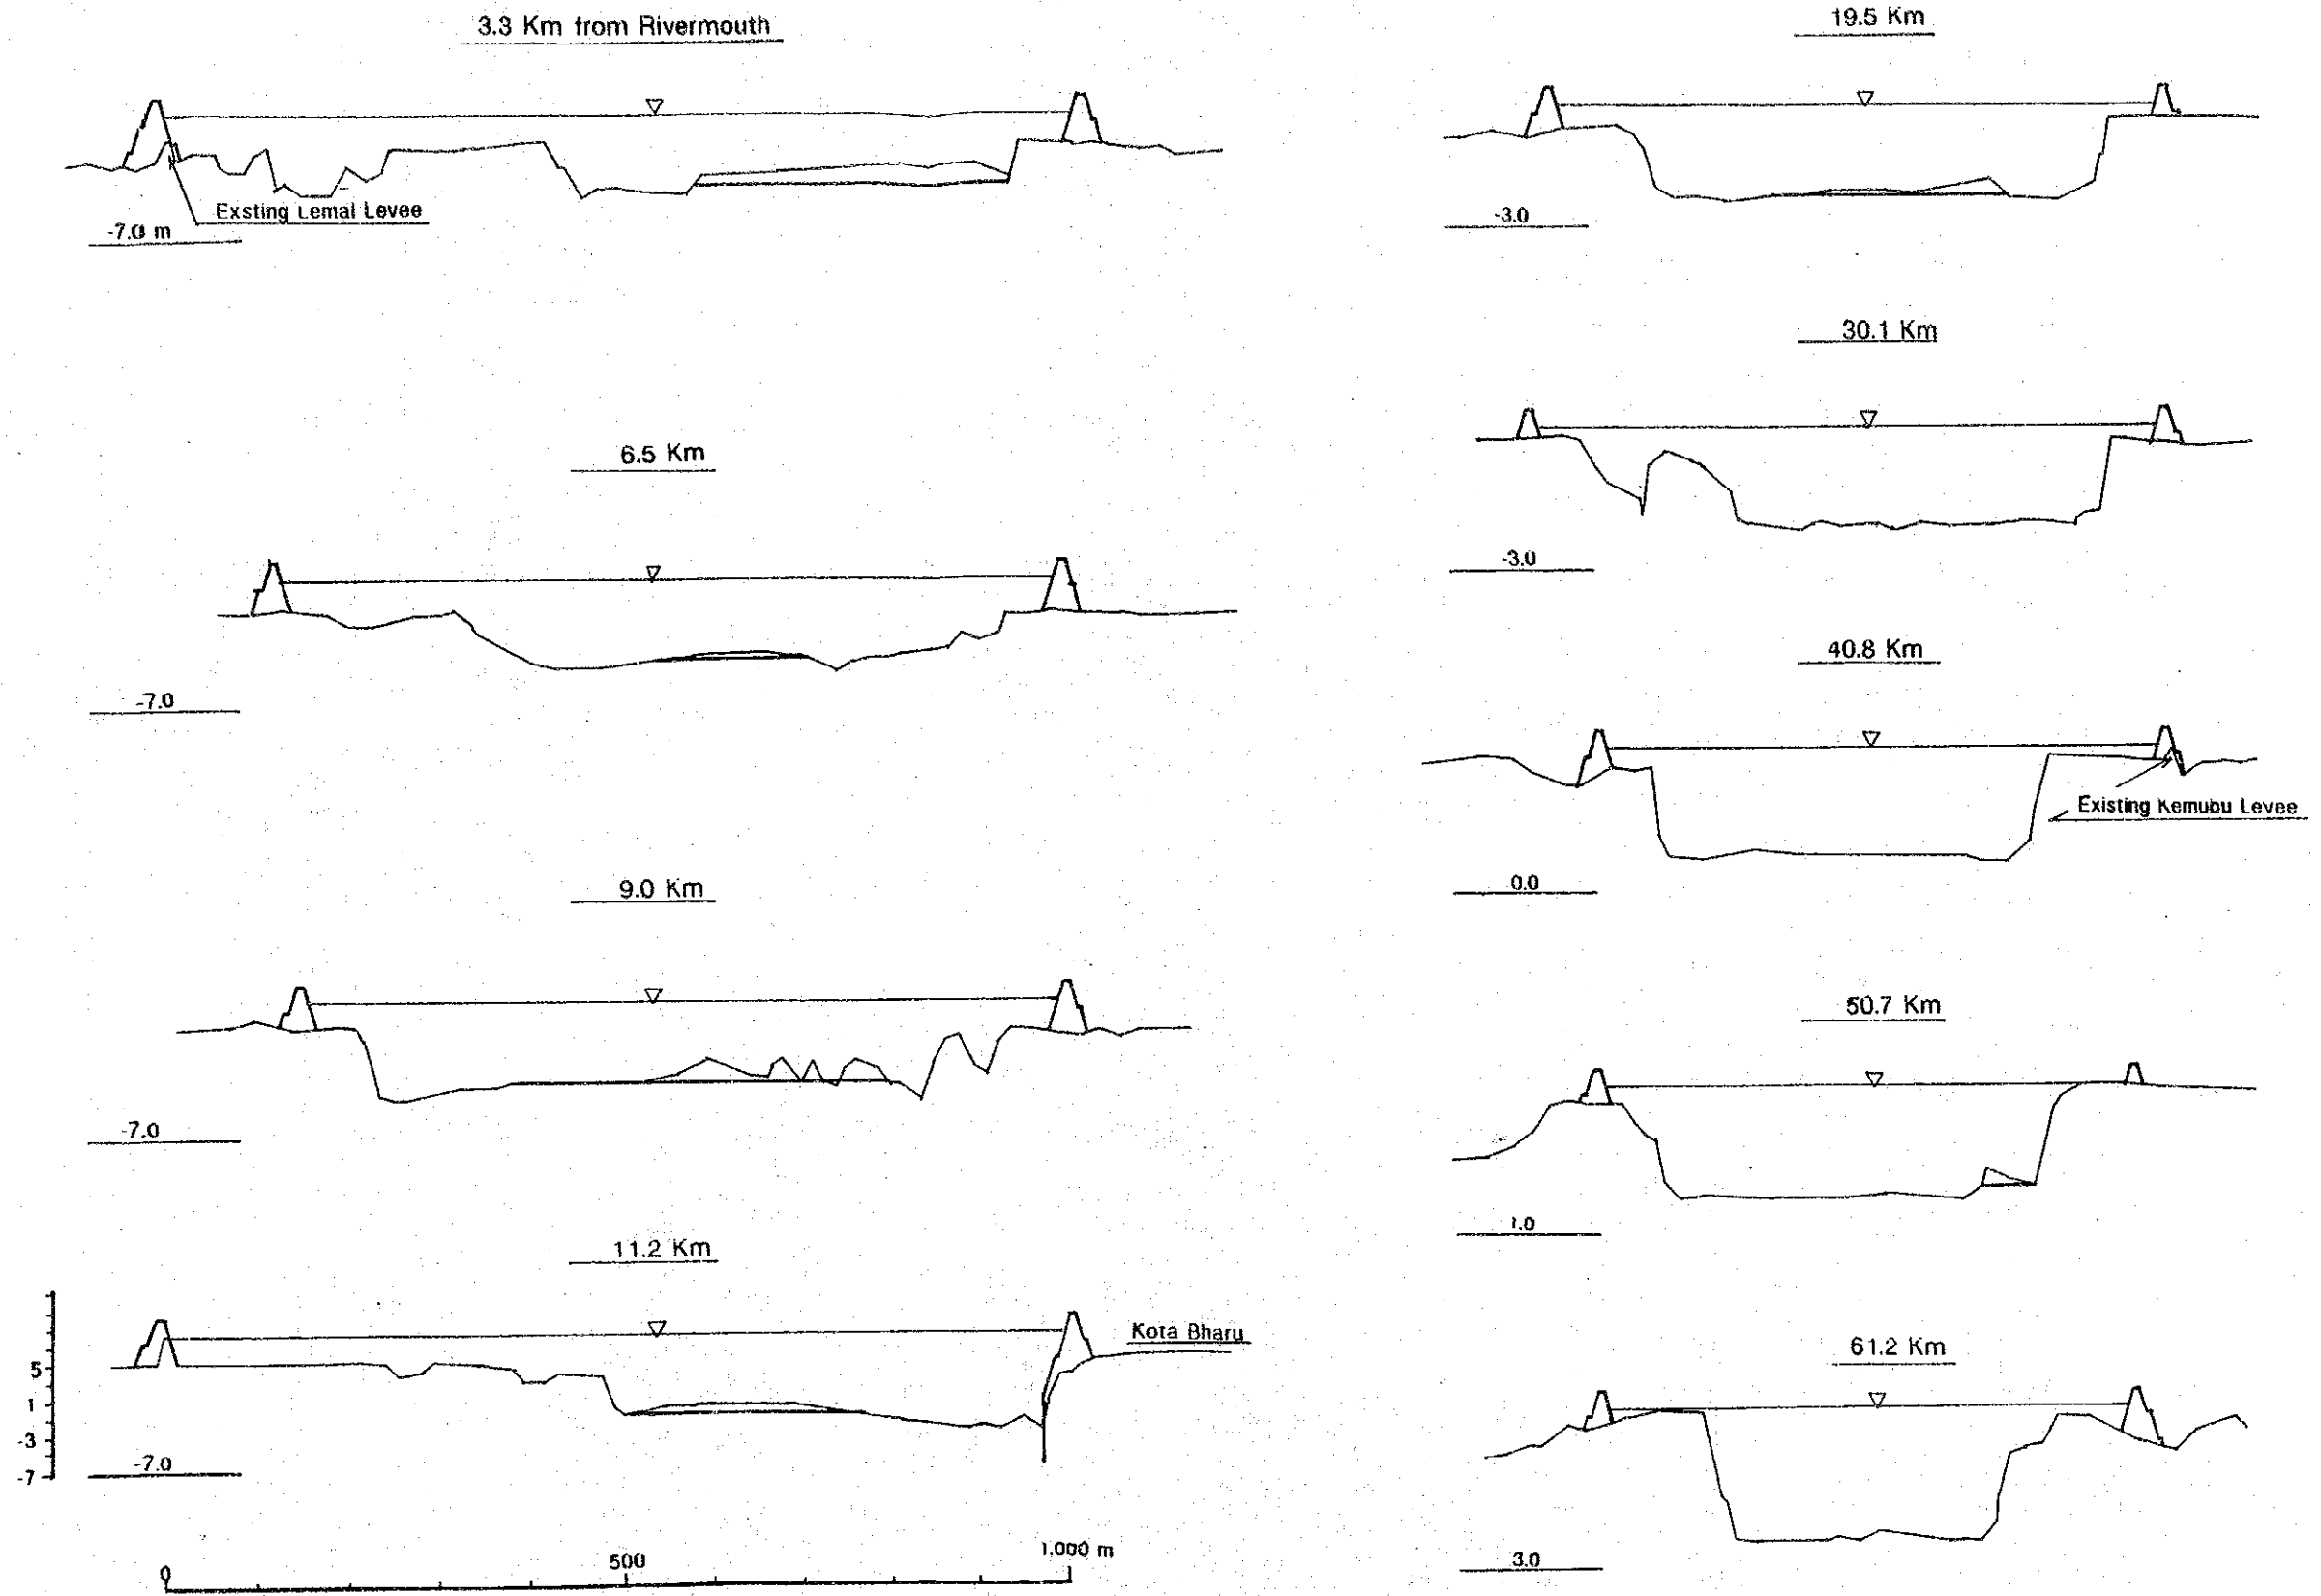 3.3 Km from Rivermouth
Exsting Lemal Levee
-7.0 m
6.5 Km
-7.0
9.0 Km
-7.0
11.2 Km
Kota Bharu
5
1
-3
-7
-7.0
0
500
1,000 m
19.5 Km
-3.0
30.1 Km
-3.0
40.8 Km
Existing Kemubu Levee
0.0
50.7 Km
1.0
61.2 Km
3.0